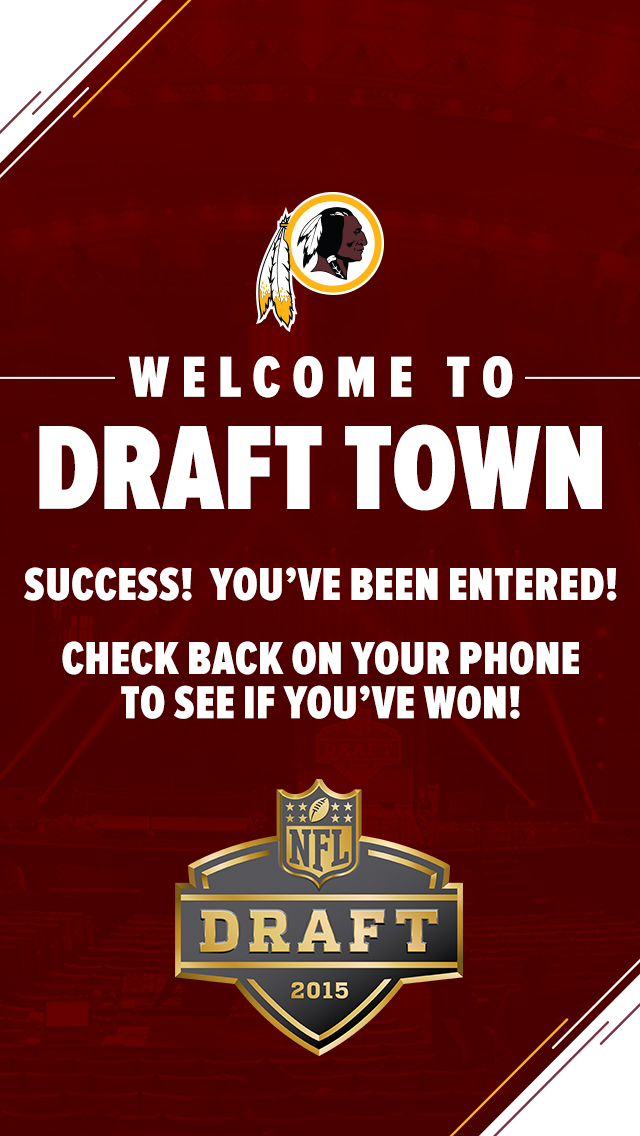 WELCOME TO
DRAFT TOWN
SUCCESS! YOU'VE BEEN ENTERED!
CHECK BACK ON YOUR PHONE
TO SEE IF YOU'VE WON!
DRAFT
NFL
DRAFT
2015